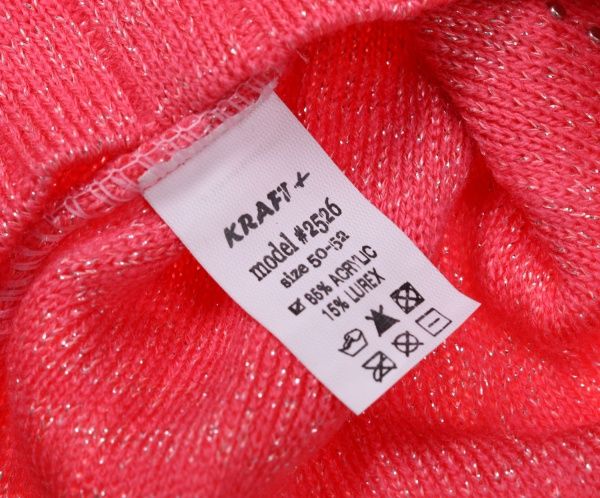 KRAFT+
model #2526
size 50-52
85% ACRYLIC
15% LUREX